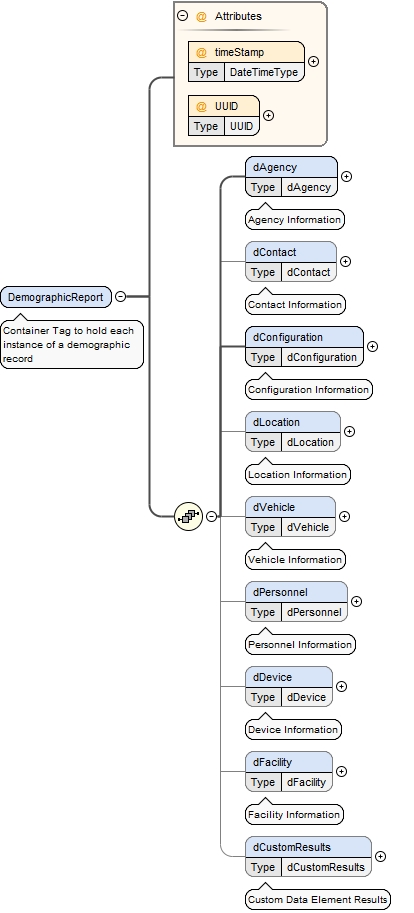 @ Attributes
@ timeStamp
Type DateTimeType
@ UUID
Type UUID
dAgency
Type dAgency
Agency Information
dContact
Type dContact
Contact Information
DemographicReport
Container Tag to hold each
instance of a demographic
record
dConfiguration
Type dConfiguration
Configuration Information
dLocation
Type dLocation
Location Information
dVehicle
Type dVehicle
Vehicle Information
dPersonnel
Type dPersonnel
Personnel Information
dDevice
Type dDevice
Device Information
dFacility
Type dFacility
Facility Information
dCustomResults
Type dCustomResults
Custom Data Element Results